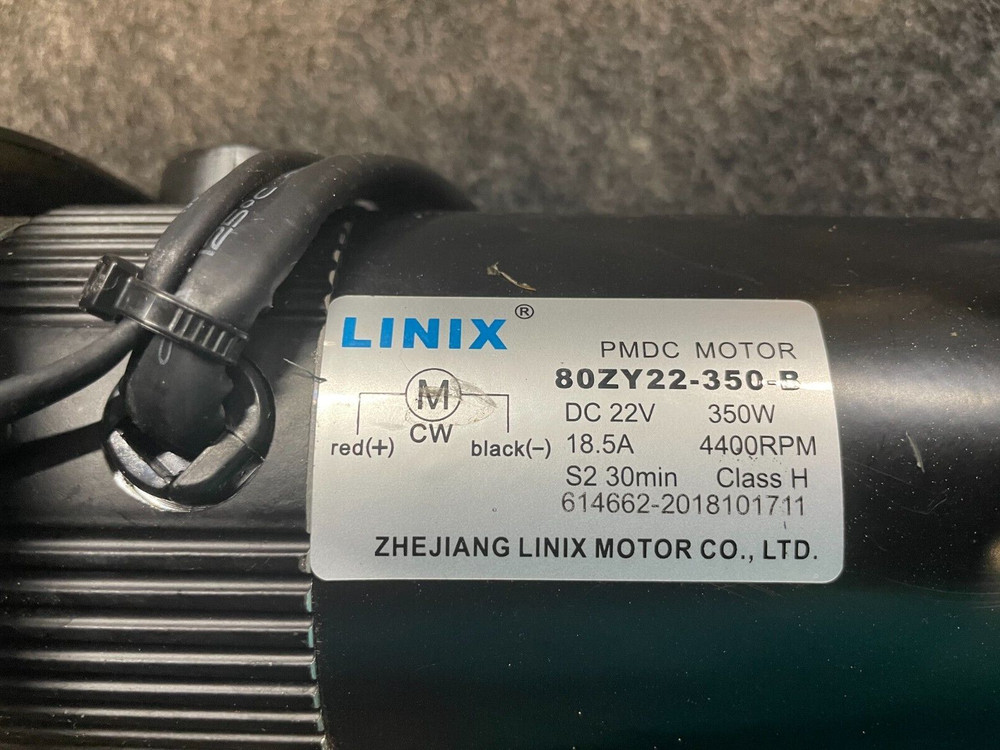 125°C
LINIX®
PMDC MOTOR
80ZY22-350-B
M
CW
red(+) black(-)
DC 22V 350W
18.5A 4400RPM
S2 30min Class H
614662-2018101711
ZHEJIANG LINIX MOTOR CO., LTD.